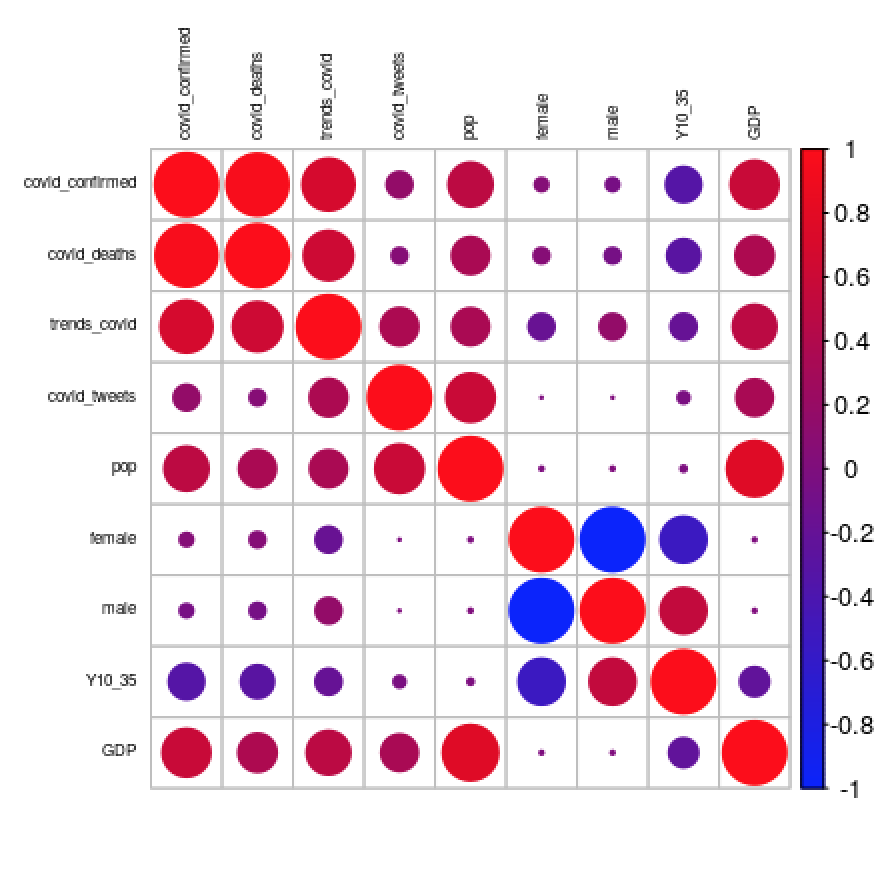 covid_confirmed
covid_deaths
trends_covid
covid_tweets
pop
female
male
Y10_35
GDP
covid_confirmed
covid_deaths
trends_covid
covid_tweets
pop
female
male
Y10_35
GDP
1
0.8
0.6
0.4
0.2
0
-0.2
-0.4
-0.6
-0.8
-1